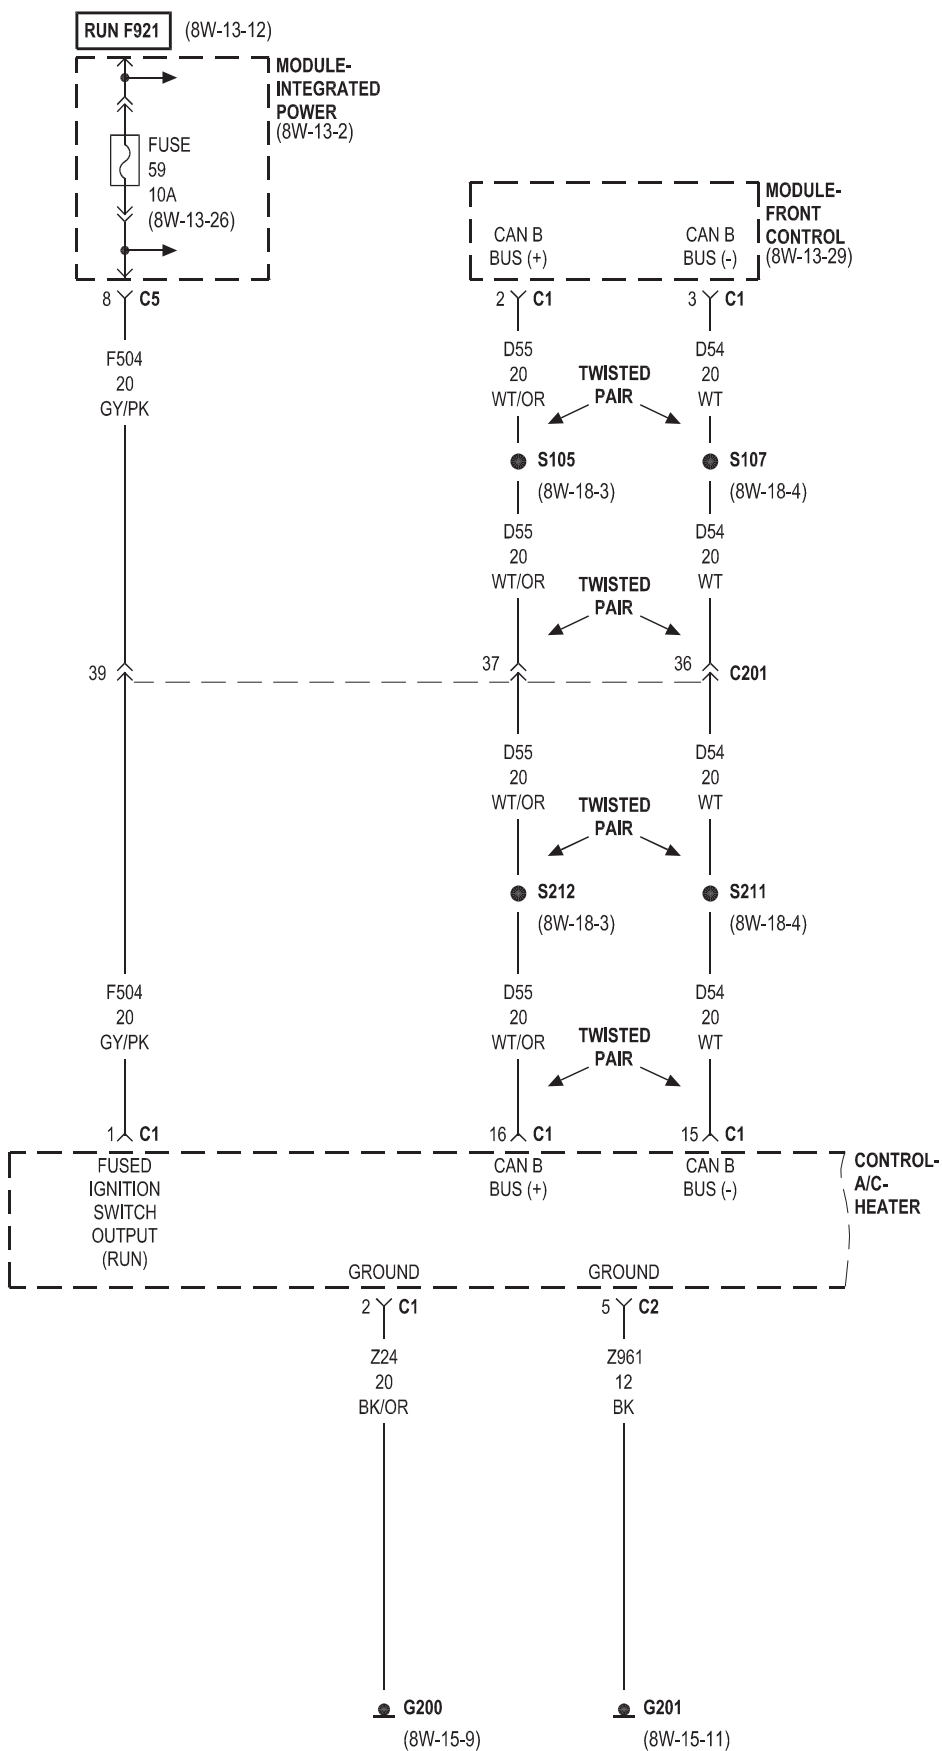 RUN F921 (8W-13-12)
MODULE-
INTEGRATED
POWER
(8W-13-2)
FUSE
59
10A
(8W-13-26)
MODULE-
FRONT
CONTROL
(8W-13-29)
CAN B
BUS (+)
CAN B
BUS (-)
8 C5
2 C1
3 C1
F504
20
GY/PK
D55
20
WT/OR
TWISTED
PAIR
D54
20
WT
S105
(8W-18-3)
S107
(8W-18-4)
D55
20
WT/OR
TWISTED
PAIR
D54
20
WT
39
37
36
C201
D55
20
WT/OR
TWISTED
PAIR
D54
20
WT
S212
(8W-18-3)
S211
(8W-18-4)
F504
20
GY/PK
D55
20
WT/OR
TWISTED
PAIR
D54
20
WT
1 C1
16 C1
15 C1
FUSED
IGNITION
SWITCH
OUTPUT
(RUN)
CAN B
BUS (+)
CAN B
BUS (-)
CONTROL-
A/C-
HEATER
GROUND
GROUND
2 C1
5 C2
Z24
20
BK/OR
Z961
12
BK
G200
(8W-15-9)
G201
(8W-15-11)